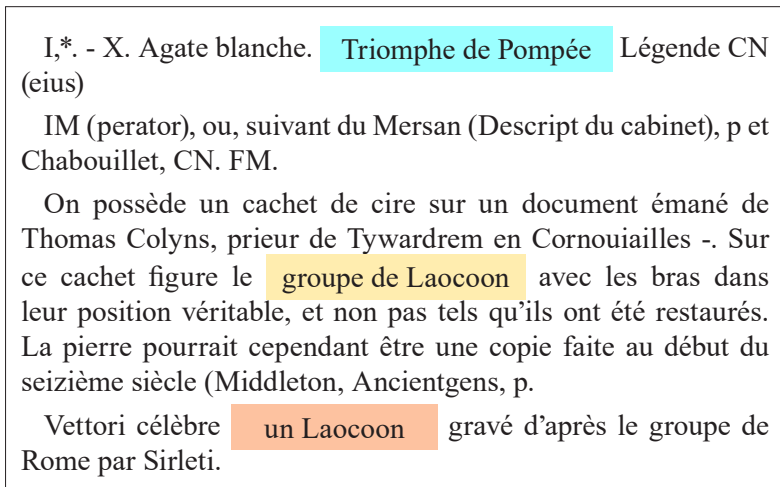 I,*. - X. Agate blanche. Triomphe de Pompée Légende CN
(eius)
IM (perator), ou, suivant du Mersan (Descript du cabinet), p et
Chabouillet, CN. FM.
On possède un cachet de cire sur un document émané de
Thomas Colyns, prieur de Tywardrem en Cornouiailles -. Sur
ce cachet figure le groupe de Laocoon avec les bras dans
leur position véritable, et non pas tels qu'ils ont été restaurés.
La pierre pourrait cependant être une copie faite au début du
seizième siècle (Middleton, Ancientgens, p.
Vettori célèbre un Laocoon gravé d'après le groupe de
Rome par Sirleti.